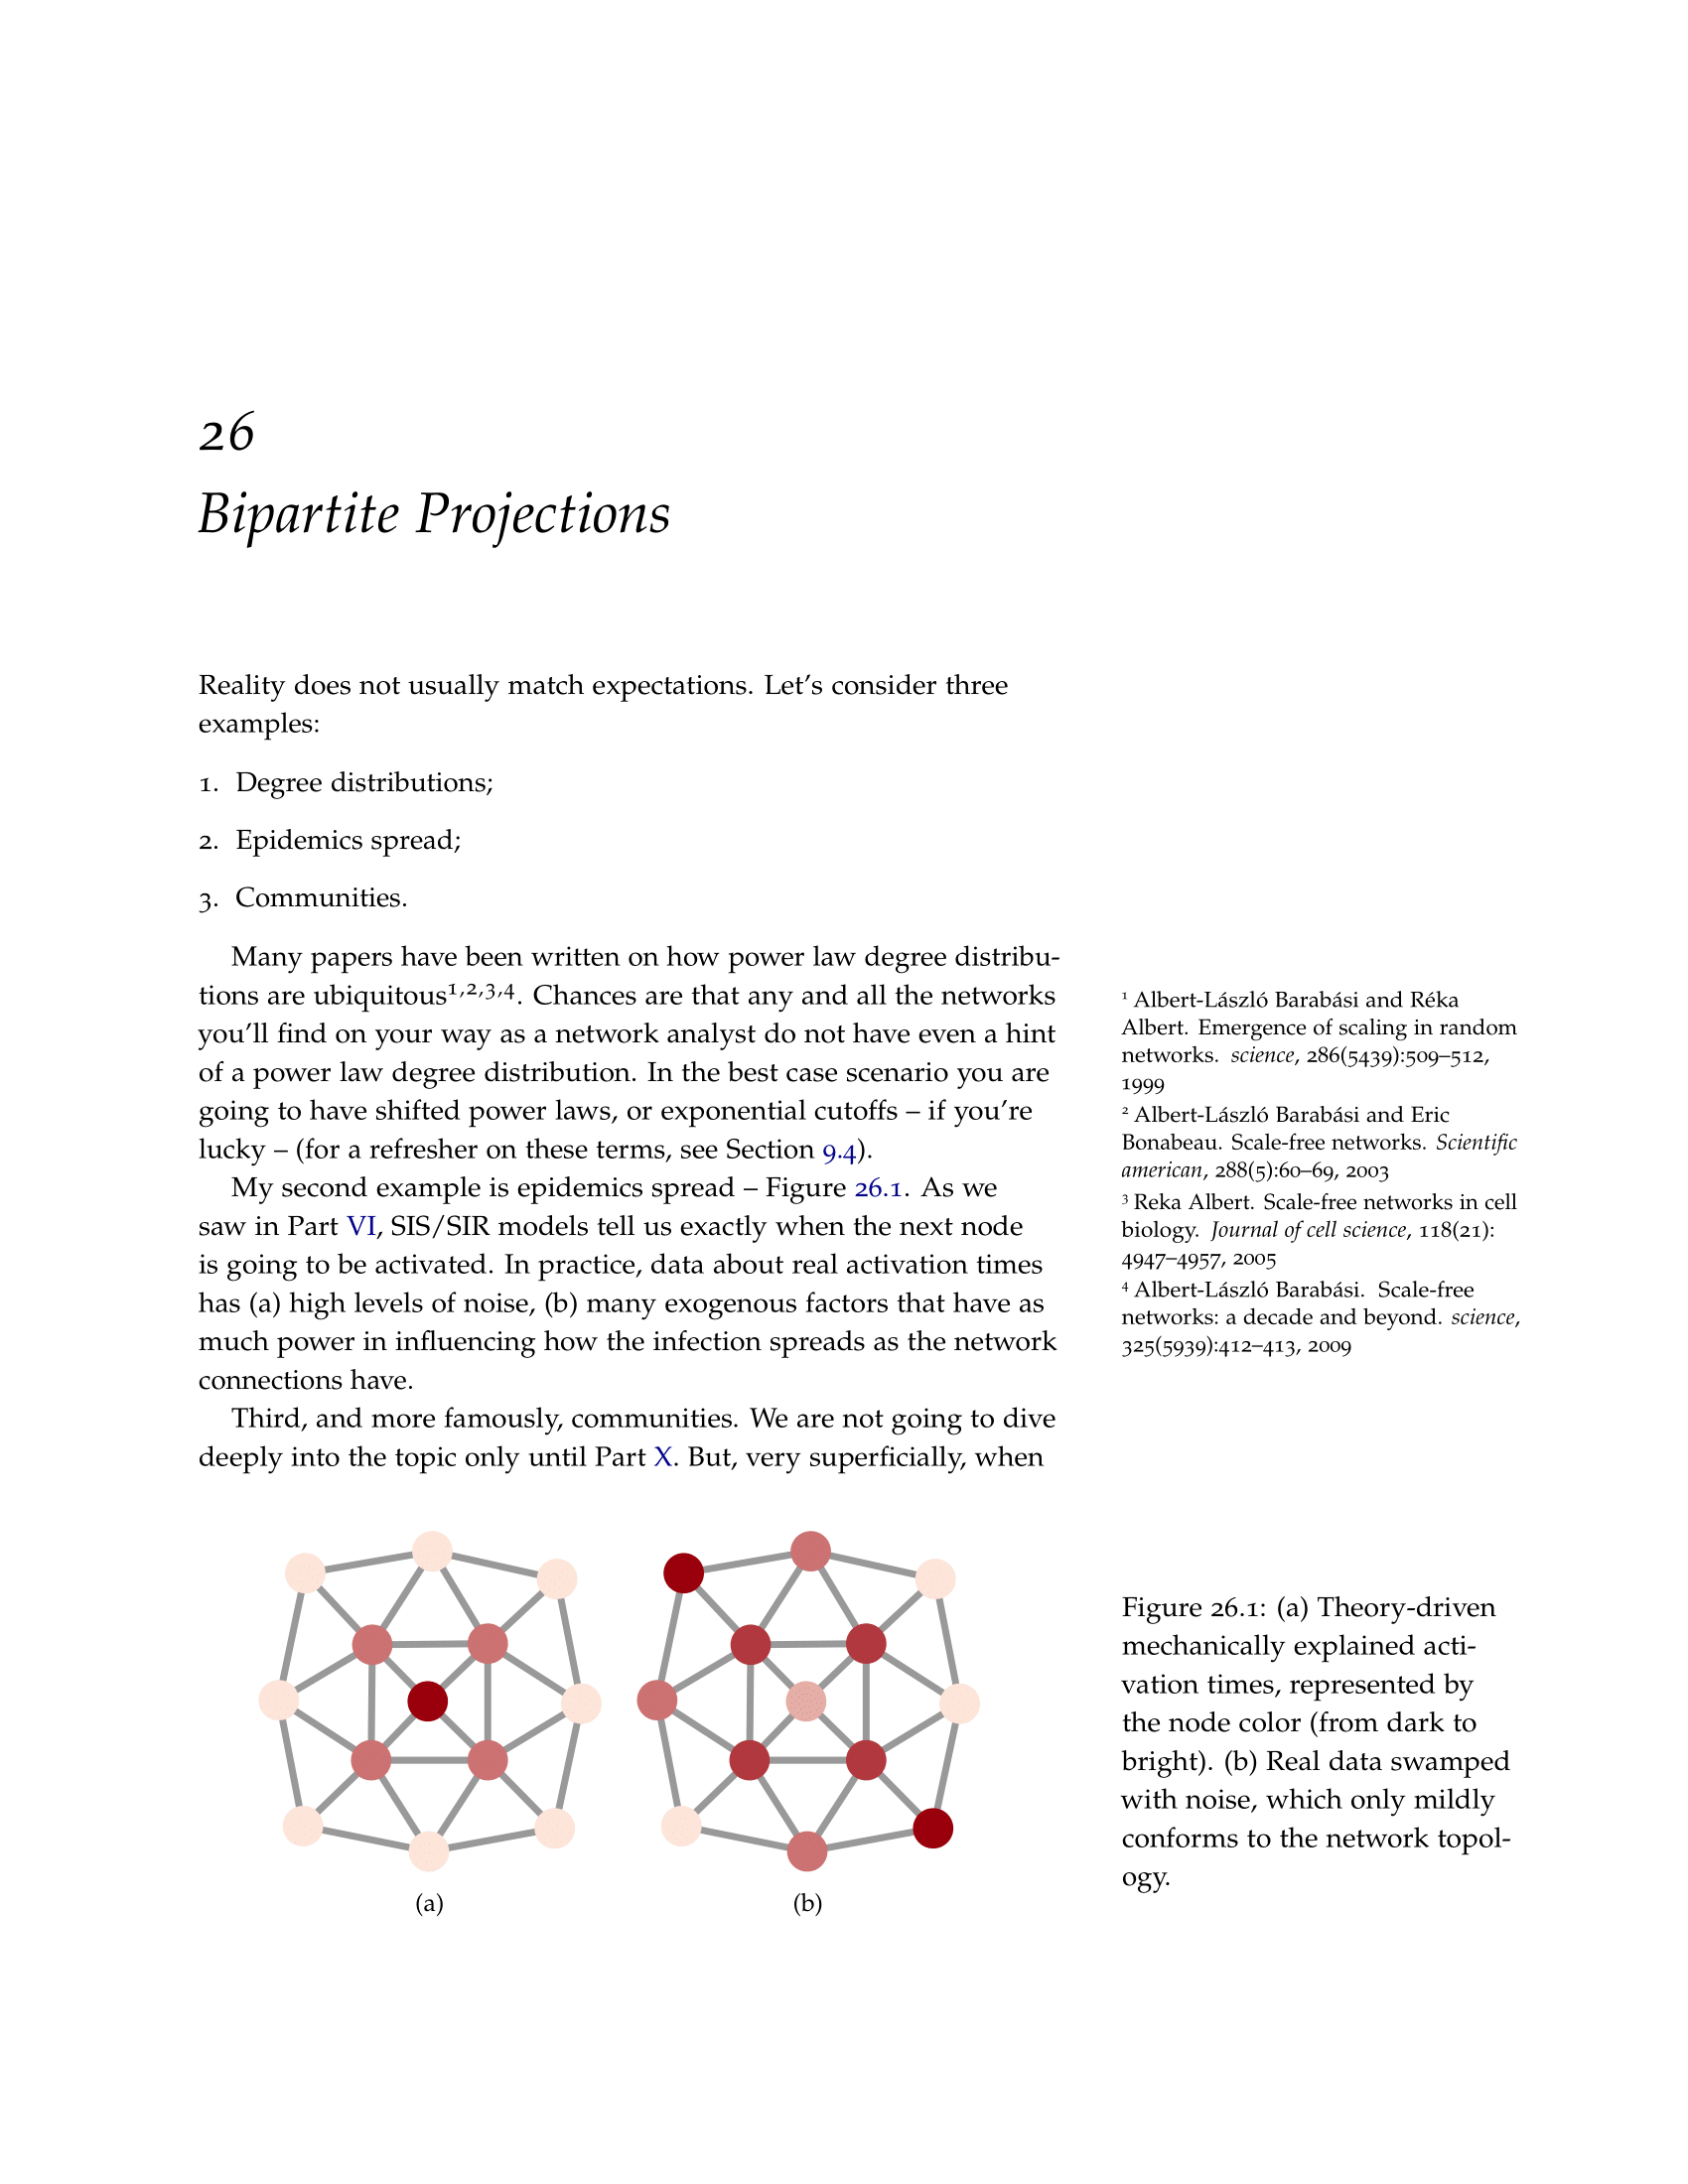 26
Bipartite Projections
Reality does not usually match expectations. Let's consider three
examples:
1. Degree distributions;
2. Epidemics spread;
3. Communities.
Many papers have been written on how power law degree distribu-
tions are ubiquitous1,2,3,4. Chances are that any and all the networks
you'll find on your way as a network analyst do not have even a hint
of a power law degree distribution. In the best case scenario you are
going to have shifted power laws, or exponential cutoffs – if you're
lucky – (for a refresher on these terms, see Section 9.4).
My second example is epidemics spread – Figure 26.1. As we
saw in Part VI, SIS/SIR models tell us exactly when the next node
is going to be activated. In practice, data about real activation times
has (a) high levels of noise, (b) many exogenous factors that have as
much power in influencing how the infection spreads as the network
connections have.
Third, and more famously, communities. We are not going to dive
deeply into the topic only until Part X. But, very superficially, when
1 Albert-László Barabási and Réka
Albert. Emergence of scaling in random
networks. science, 286(5439):509–512,
1999
2 Albert-László Barabási and Eric
Bonabeau. Scale-free networks. Scientific
american, 288(5):60–69, 2003
3 Reka Albert. Scale-free networks in cell
biology. Journal of cell science, 118(21):
4947–4957, 2005
4 Albert-László Barabási. Scale-free
networks: a decade and beyond. science,
325(5939):412–413, 2009
(a)
(b)
Figure 26.1: (a) Theory-driven
mechanically explained acti-
vation times, represented by
the node color (from dark to
bright). (b) Real data swamped
with noise, which only mildly
conforms to the network topol-
ogy.